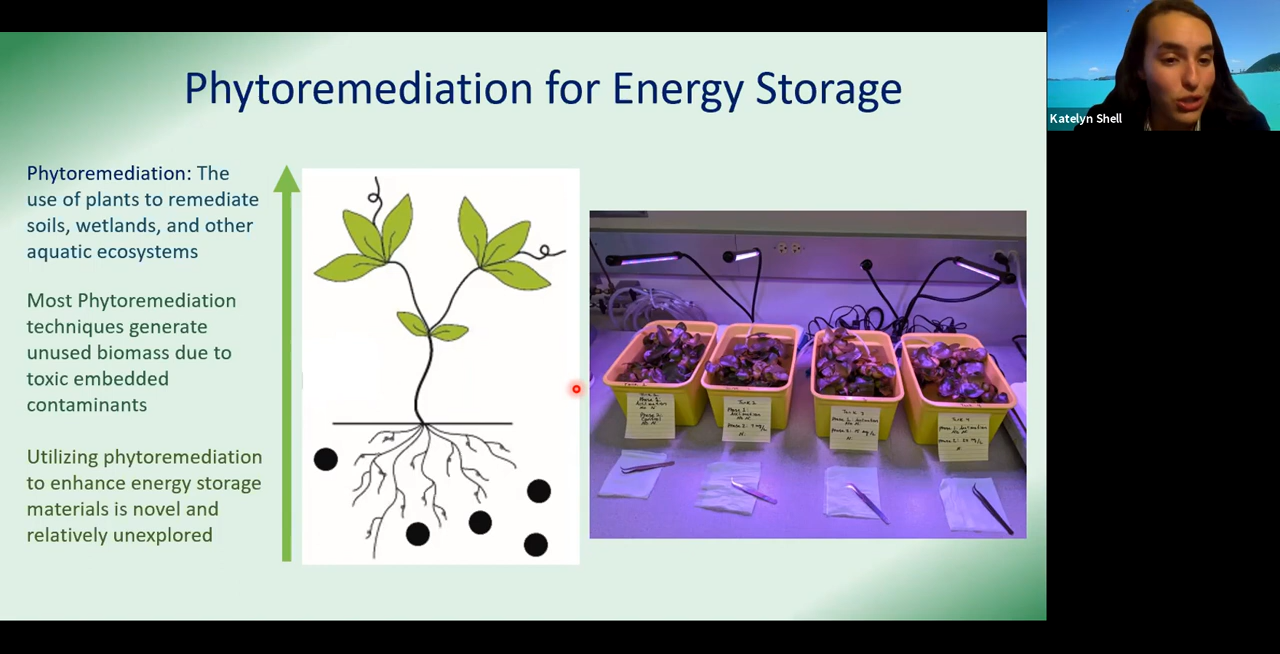 Phytoremediation for Energy Storage
Katelyn Shell
Phytoremediation: The
use of plants to remediate
soils, wetlands, and other
aquatic ecosystems
Most Phytoremediation
techniques generate
unused biomass due to
toxic embedded
contaminants
Utilizing phytoremediation
to enhance energy storage
materials is novel and
relatively unexplored